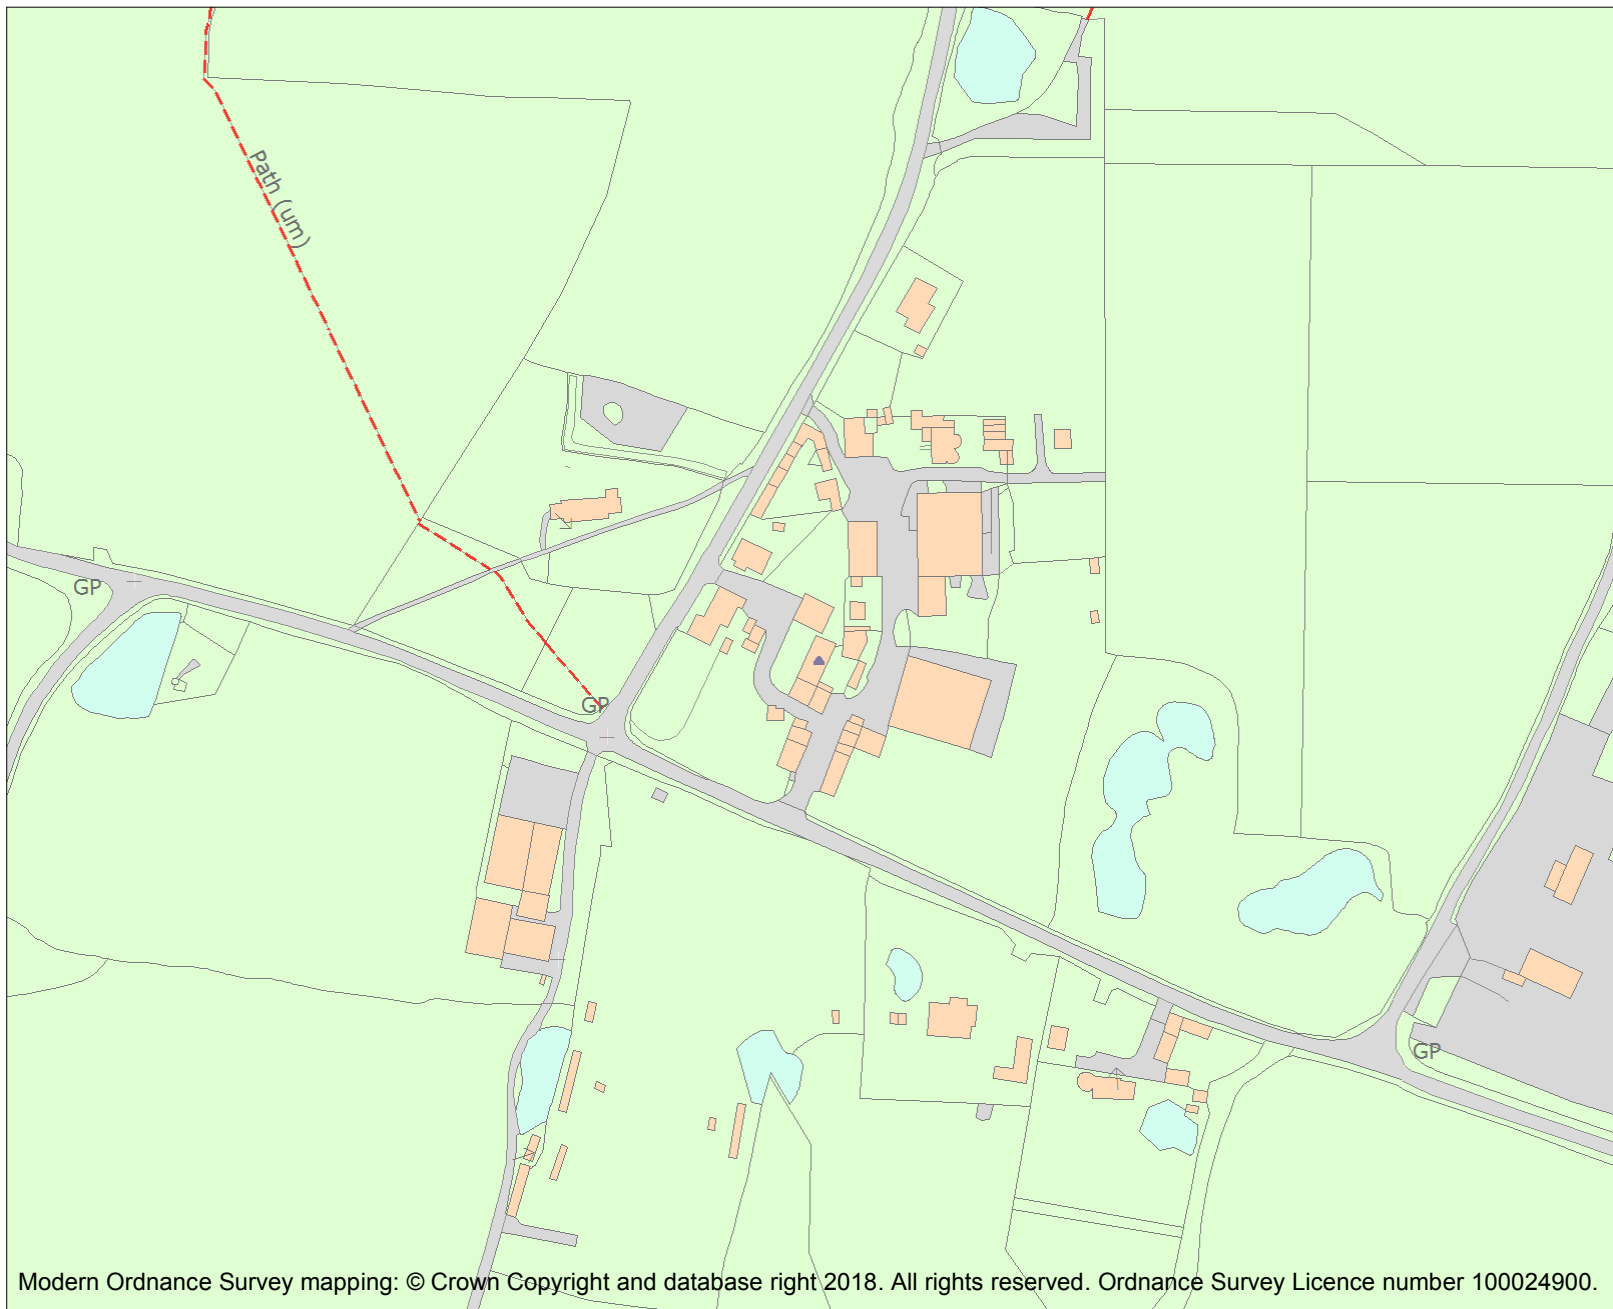 Path (um)
GP
GP
GP
Modern Ordnance Survey mapping: © Crown Copyright and database right 2018. All rights reserved. Ordnance Survey Licence number 100024900.